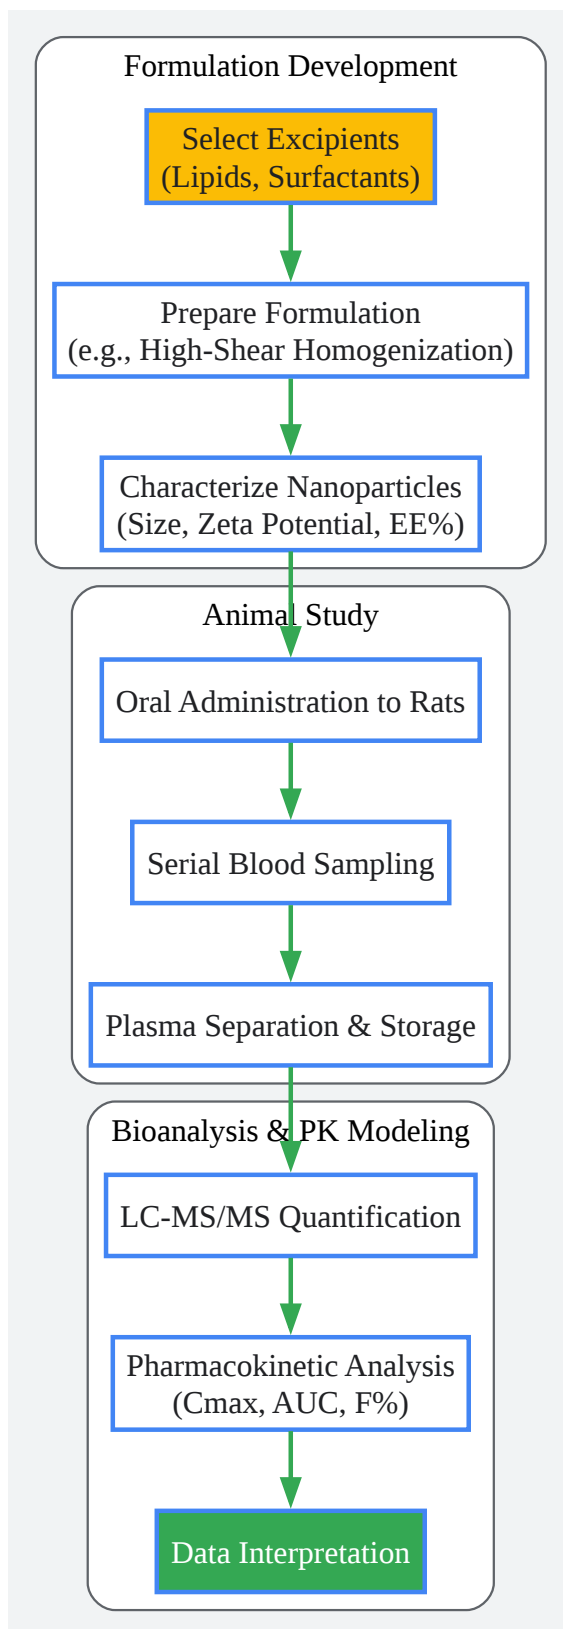 Formulation Development
Select Excipients
(Lipids, Surfactants)
Prepare Formulation
(e.g., High-Shear Homogenization)
Characterize Nanoparticles
(Size, Zeta Potential, EE%)
Animal Study
Oral Administration to Rats
Serial Blood Sampling
Plasma Separation & Storage
Bioanalysis & PK Modeling
LC-MS/MS Quantification
Pharmacokinetic Analysis
(Cmax, AUC, F%)
Data Interpretation